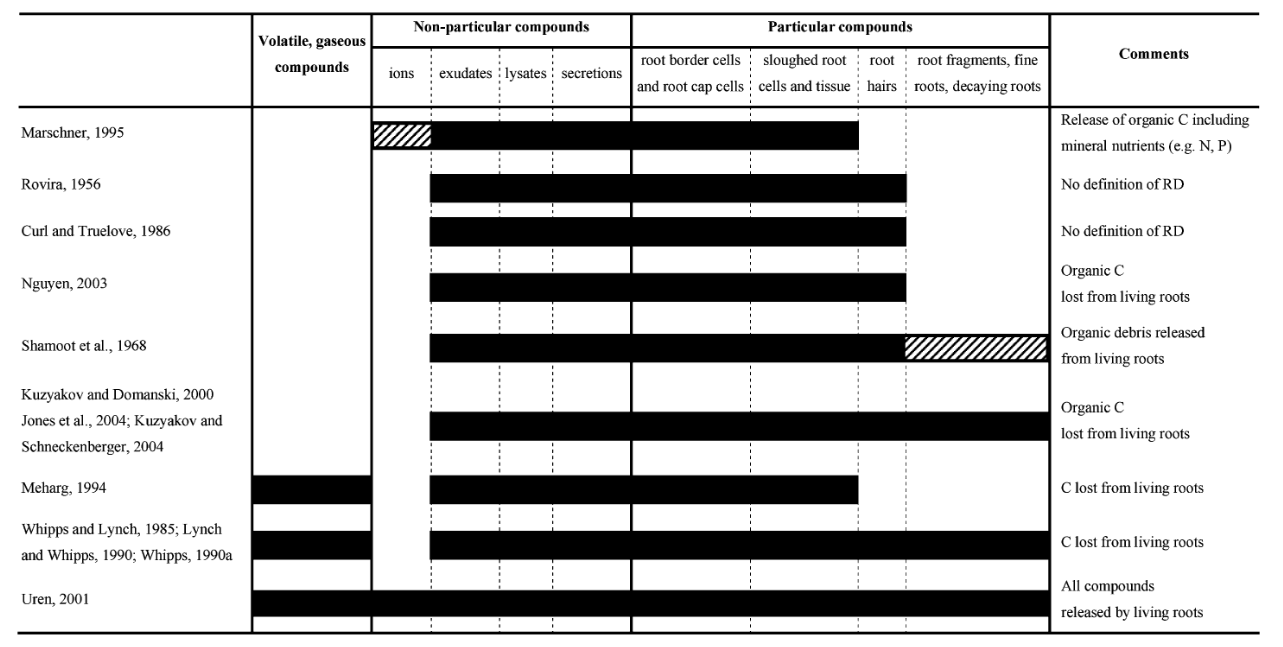 Volatile, gaseous
compounds
Non-particular compounds
Particular compounds
Comments
ions
exudates
lysates
secretions
root border cells
and root cap cells
sloughed root
cells and tissue
root
hairs
root fragments, fine
roots, decaying roots
Marschner, 1995
Release of organic C including
mineral nutrients (e.g. N, P)
Rovira, 1956
No definition of RD
Curl and Truelove, 1986
No definition of RD
Nguyen, 2003
Organic C
lost from living roots
Shamoot et al., 1968
Organic debris released
from living roots
Kuzyakov and Domanski, 2000
Jones et al., 2004; Kuzyakov and
Schneckenberger, 2004
Organic C
lost from living roots
Meharg, 1994
C lost from living roots
Whipps and Lynch, 1985; Lynch
and Whipps, 1990; Whipps, 1990a
C lost from living roots
Uren, 2001
All compounds
released by living roots